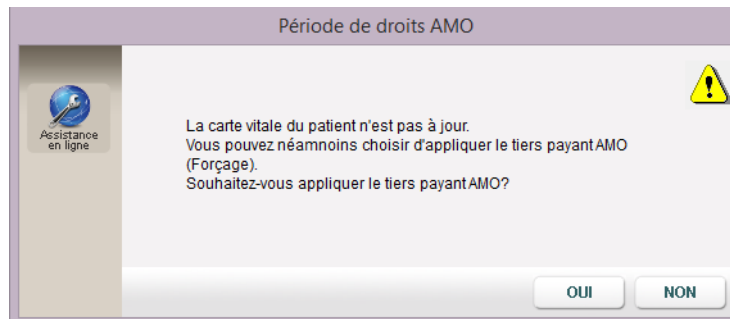 Période de droits AMO
Assistance
en ligne
La carte vitale du patient n'est pas à jour.
Vous pouvez néamnoins choisir d'appliquer le tiers payant AMO
(Forçage).
Souhaitez-vous appliquer le tiers payant AMO?
OUI
NON